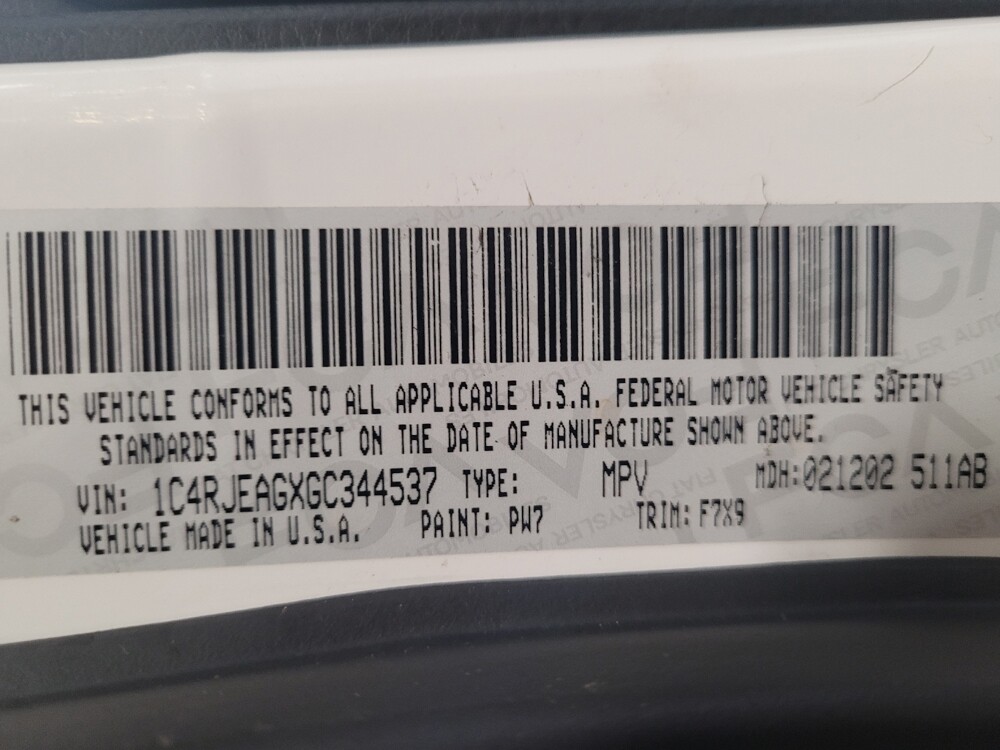 THIS VEHICLE CONFORMS TO ALL APPLICABLE U.S.A. FEDERAL MOTOR VEHICLE SAFETY
STANDARDS IN EFFECT ON THE DATE OF MANUFACTURE SHOWN ABOVE.
VIN: 1C4RJEAGXGC344537 TYPE: MPV MDH:021202 511AB
VEHICLE MADE IN U.S.A. PAINT: PW7 TRIM: F7X9